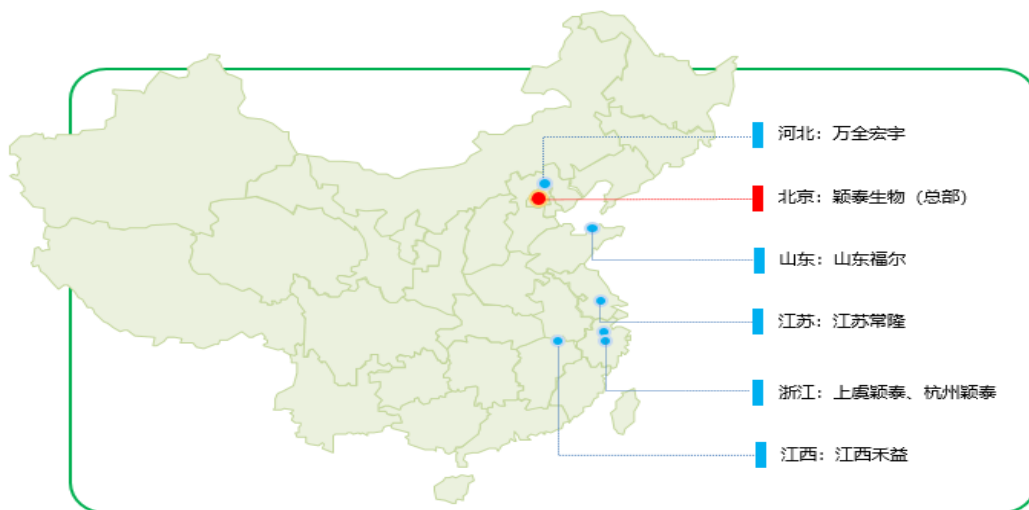 河北：万全宏宇
北京：颖泰生物（总部）
山东：山东福尔
江苏：江苏常隆
浙江：上虞颖泰、杭州颖泰
江西：江西禾益